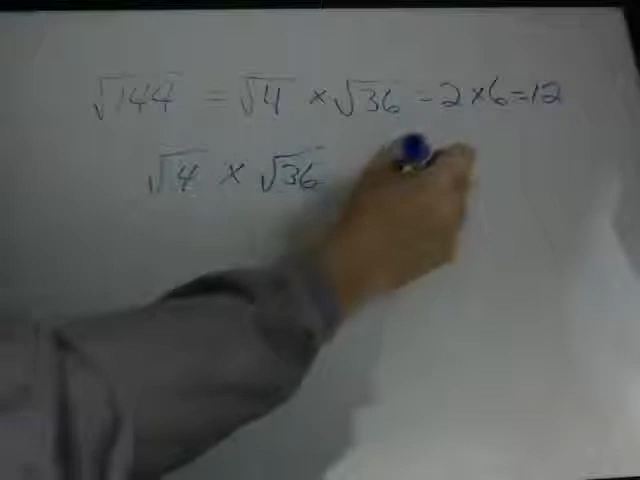 √144 = √4 × √36 = 2 × 6 = 12
√4 × √36